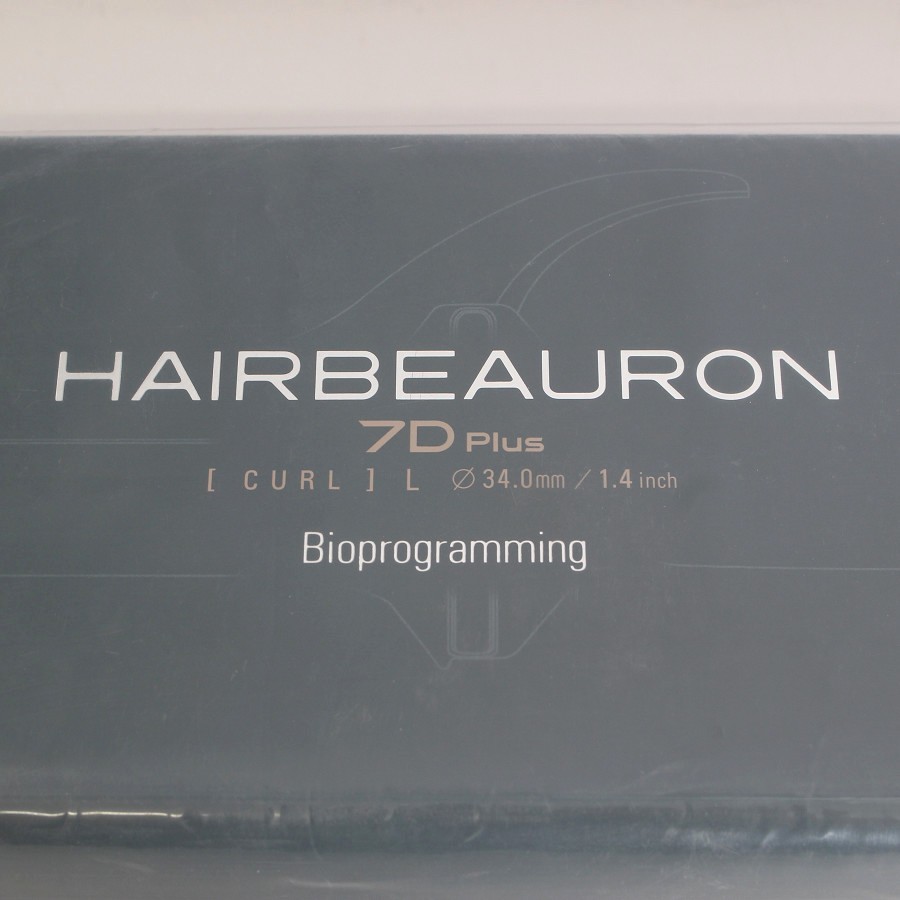 HAIRBEAURON
7D Plus
[ CURL ] L ∅ 34.0mm / 1.4 inch
Bioprogramming